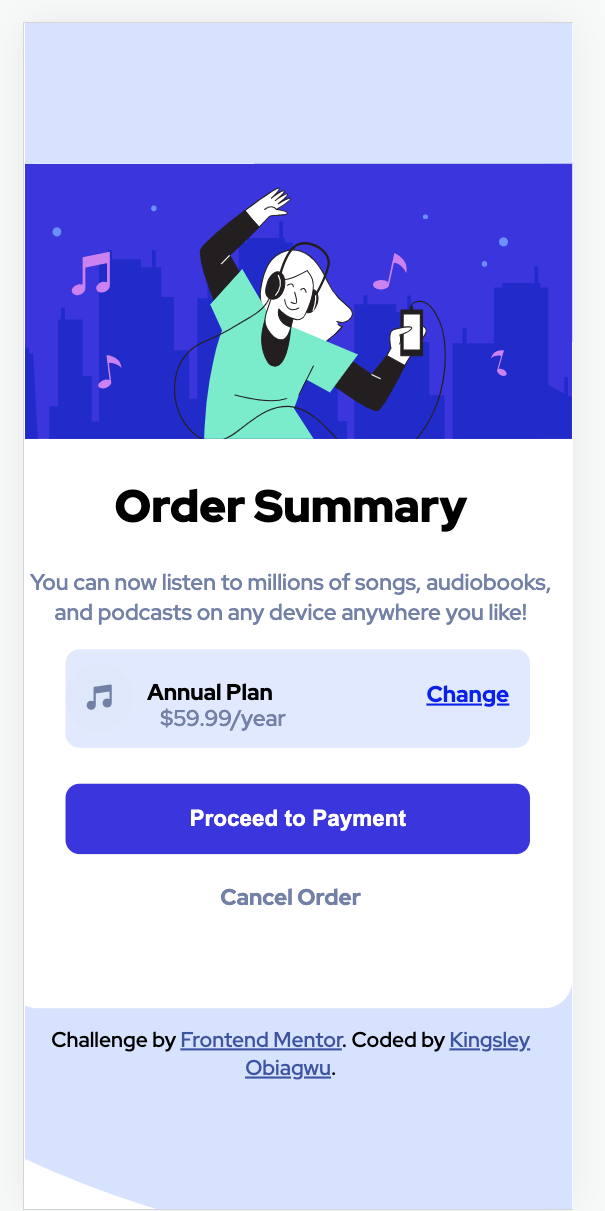 Order Summary
You can now listen to millions of songs, audiobooks,
and podcasts on any device anywhere you like!
Annual Plan
$59.99/year
Change
Proceed to Payment
Cancel Order
Challenge by Frontend Mentor. Coded by Kingsley
Obiagwu.